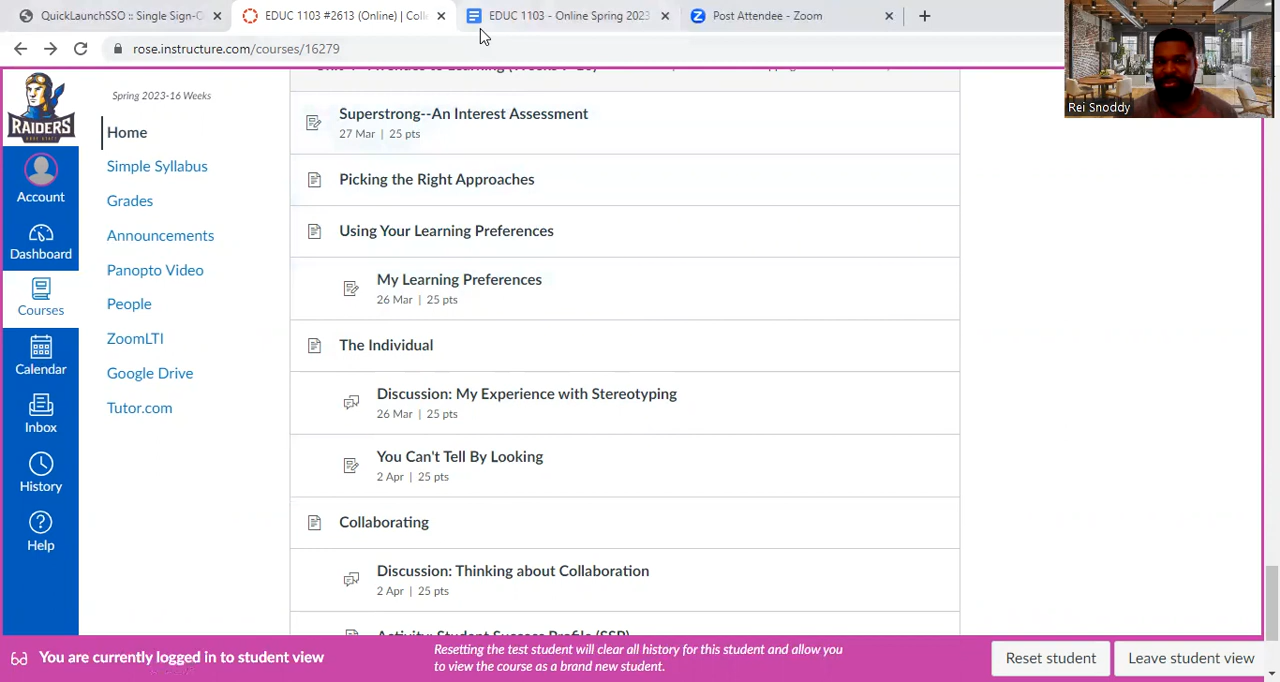 QuickLaunchSSO :: Single Sign-O
EDUC 1103 #2613 (Online) | Coll
EDUC 1103 - Online Spring 2023
Post Attendee - Zoom
rose.instructure.com/courses/16279
Rei Snoddy
RAIDERS
Account
Dashboard
Courses
Calendar
Inbox
History
Help
Spring 2023-16 Weeks
Home
Simple Syllabus
Grades
Announcements
Panopto Video
People
ZoomLTI
Google Drive
Tutor.com
Superstrong--An Interest Assessment
27 Mar | 25 pts
Picking the Right Approaches
Using Your Learning Preferences
My Learning Preferences
26 Mar | 25 pts
The Individual
Discussion: My Experience with Stereotyping
26 Mar | 25 pts
You Can't Tell By Looking
2 Apr | 25 pts
Collaborating
Discussion: Thinking about Collaboration
2 Apr | 25 pts
Activity: Student Success Profile (SSP)
You are currently logged in to student view
Resetting the test student will clear all history for this student and allow you
to view the course as a brand new student.
Reset student
Leave student view